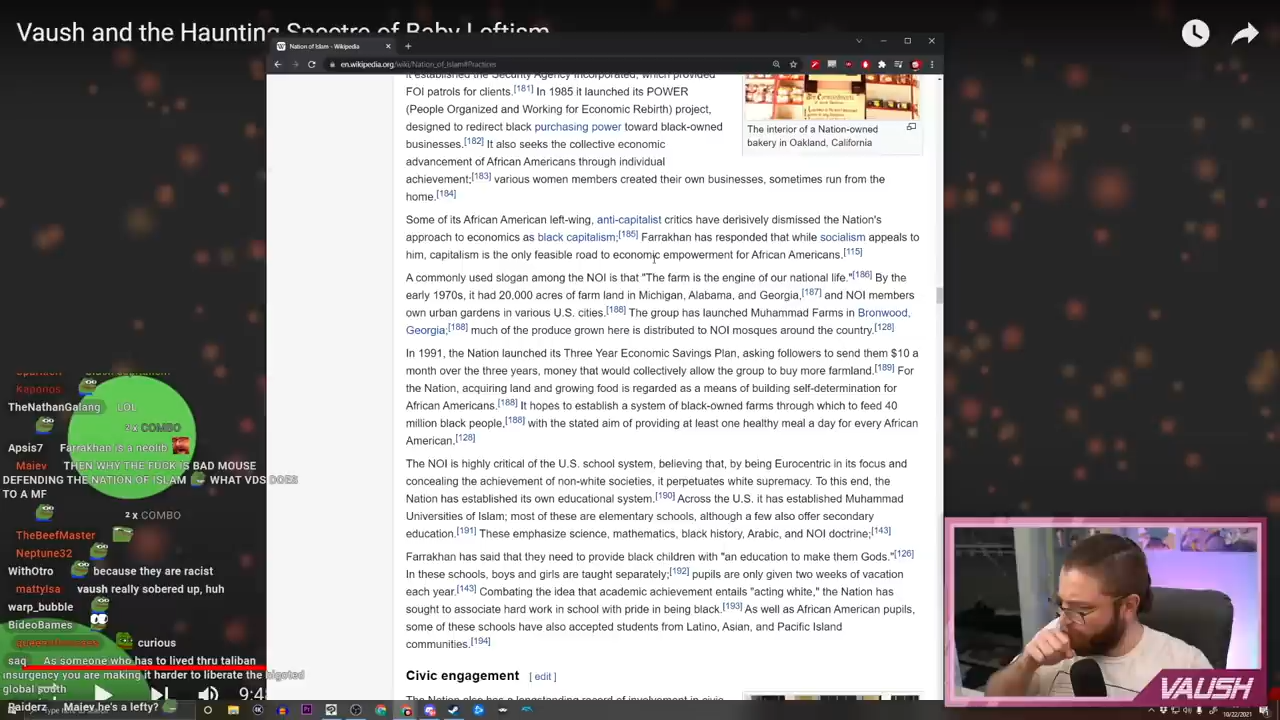 Vaush and the Haunting Spectre of Baby Leftism
Nation of Islam - Wikipedia
en.wikipedia.org/wiki/Nation_of_Islam#Practices
it established the Security Agency Incorporated, which provided
FOI patrols for clients.[181] In 1985 it launched its POWER
(People Organized and Working for Economic Rebirth) project,
designed to redirect black purchasing power toward black-owned
businesses.[182] It also seeks the collective economic
advancement of African Americans through individual
achievement;[183] various women members created their own businesses, sometimes run from the
home.[184]
The interior of a Nation-owned
bakery in Oakland, California
Some of its African American left-wing, anti-capitalist critics have derisively dismissed the Nation's
approach to economics as black capitalism;[185] Farrakhan has responded that while socialism appeals to
him, capitalism is the only feasible road to economic empowerment for African Americans.[115]
A commonly used slogan among the NOI is that "The farm is the engine of our national life."[186] By the
early 1970s, it had 20,000 acres of farm land in Michigan, Alabama, and Georgia,[187] and NOI members
own urban gardens in various U.S. cities.[188] The group has launched Muhammad Farms in Bronwood,
Georgia;[188] much of the produce grown here is distributed to NOI mosques around the country.[128]
In 1991, the Nation launched its Three Year Economic Savings Plan, asking followers to send them $10 a
month over the three years, money that would collectively allow the group to buy more farmland.[189] For
the Nation, acquiring land and growing food is regarded as a means of building self-determination for
African Americans.[188] It hopes to establish a system of black-owned farms through which to feed 40
million black people,[188] with the stated aim of providing at least one healthy meal a day for every African
American.[128]
The NOI is highly critical of the U.S. school system, believing that, by being Eurocentric in its focus and
concealing the achievement of non-white societies, it perpetuates white supremacy. To this end, the
Nation has established its own educational system.[190] Across the U.S. it has established Muhammad
Universities of Islam; most of these are elementary schools, although a few also offer secondary
education.[191] These emphasize science, mathematics, black history, Arabic, and NOI doctrine;[143]
Farrakhan has said that they need to provide black children with "an education to make them Gods."[126]
In these schools, boys and girls are taught separately;[192] pupils are only given two weeks of vacation
each year.[143] Combating the idea that academic achievement entails "acting white," the Nation has
sought to associate hard work in school with pride in being black.[193] As well as African American pupils,
some of these schools have also accepted students from Latino, Asian, and Pacific Island
communities.[194]
Civic engagement [ edit ]
Kaponos
TheNathanGalang LOL
2 x COMBO
Apsis7 Farrakhan is a neolib
Maiev THEN WHY THE FUCK IS BAD MOUSE
DEFENDING THE NATION OF ISLAM WHAT VDS DOES
TO A MF
2 x COMBO
TheBeefMaster
Neptune32
WithOtro because they are racist
mattylsa vaush really sobered up, huh
warp_bubble
BideoBames
curious
saq As someone who has to lived thru taliban
insurgency you are making it harder to liberate the
global south
Raiderz Maiev he's a lefty
9:4
VAUSH
10/22/2021